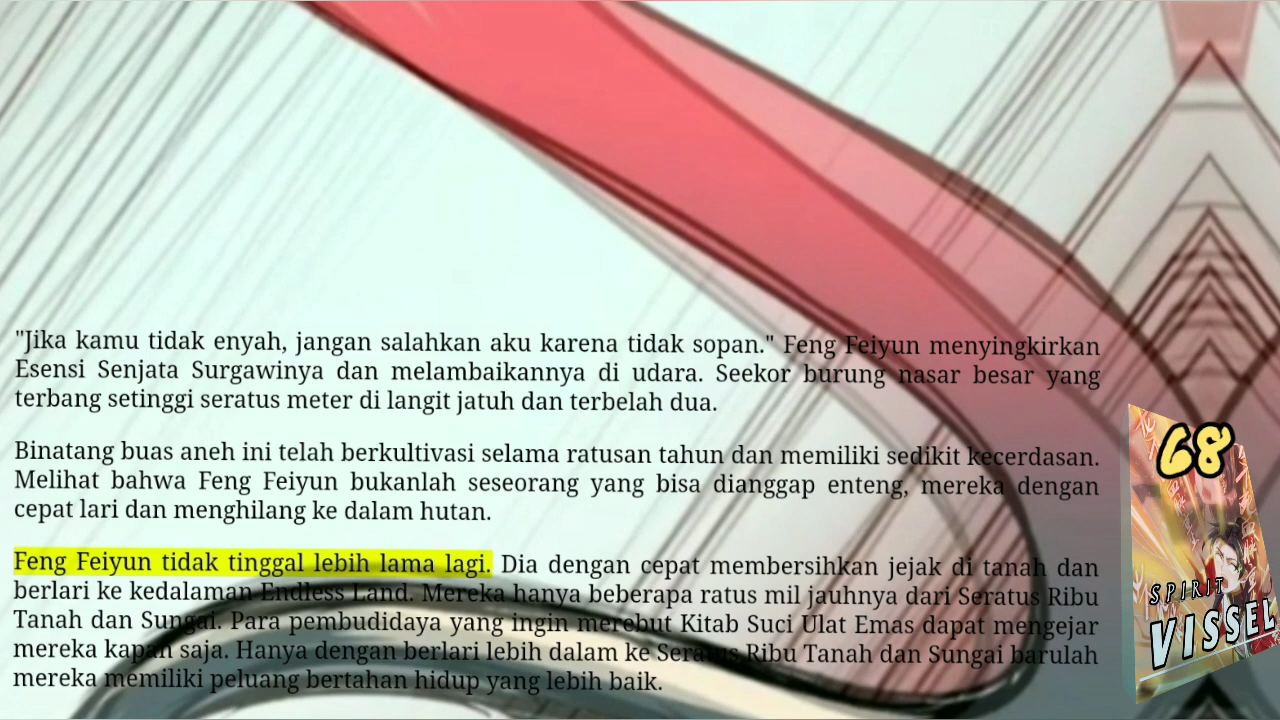 "Jika kamu tidak enyah, jangan salahkan aku karena tidak sopan." Feng Feiyun menyingkirkan
Esensi Senjata Surgawinya dan melambaikannya di udara. Seekor burung nasar besar yang
terbang setinggi seratus meter di langit jatuh dan terbelah dua.
Binatang buas aneh ini telah berkultivasi selama ratusan tahun dan memiliki sedikit kecerdasan.
Melihat bahwa Feng Feiyun bukanlah seseorang yang bisa dianggap enteng, mereka dengan
cepat lari dan menghilang ke dalam hutan.
Feng Feiyun tidak tinggal lebih lama lagi. Dia dengan cepat membersihkan jejak di tanah dan
berlari ke kedalaman Endless Land. Mereka hanya beberapa ratus mil jauhnya dari Seratus Ribu
Tanah dan Sungai. Para pembudidaya yang ingin merebut Kitab Suci Ulat Emas dapat mengejar
mereka kapan saja. Hanya dengan berlari lebih dalam ke Seratus Ribu Tanah dan Sungai barulah
mereka memiliki peluang bertahan hidup yang lebih baik.
68
SPIRIT
VISSEL